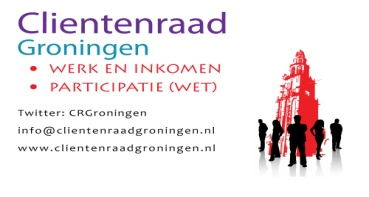 Clientenraad
Groningen
• WERK EN INKOMEN
• PARTICIPATIE (WET)
Twitter: CRGroningen
info@clientenraadgroningen.nl
www.clientenraadgroningen.nl